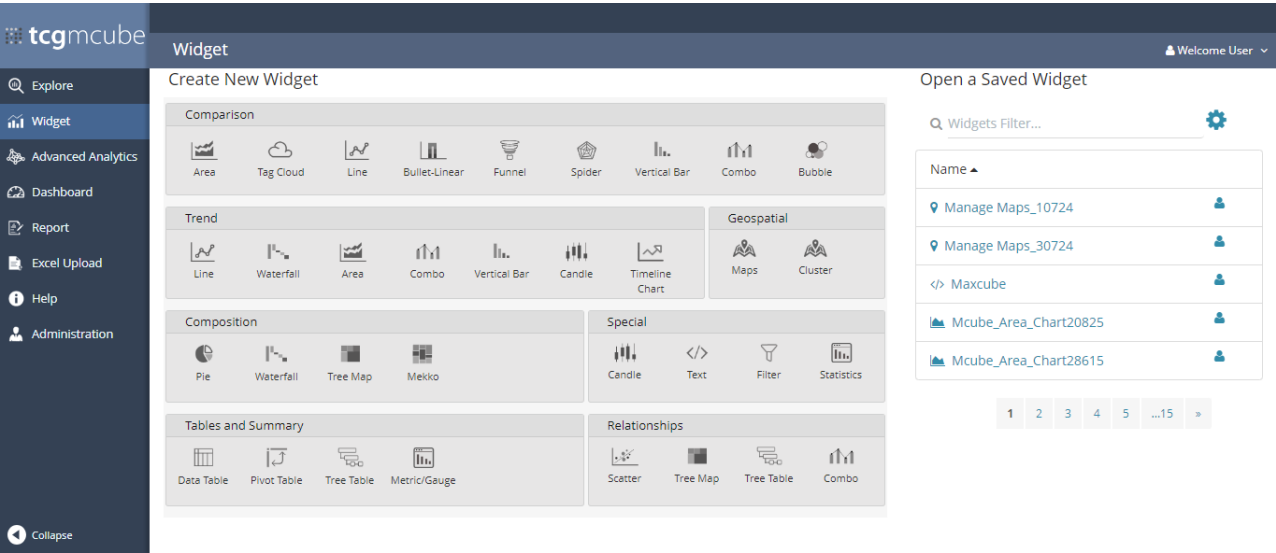 tcgmcube
Widget
Welcome User
Explore
Widget
Advanced Analytics
Dashboard
Report
Excel Upload
Help
Administration
Collapse
Create New Widget
Comparison
Area Tag Cloud Line Bullet-Linear Funnel Spider Vertical Bar Combo Bubble
Trend
Line Waterfall Area Combo Vertical Bar Candle Timeline
Chart
Geospatial
Maps Cluster
Composition
Pie Waterfall Tree Map Mekko
Special
Candle Text Filter Statistics
Tables and Summary
Data Table Pivot Table Tree Table Metric/Gauge
Relationships
Scatter Tree Map Tree Table Combo
Open a Saved Widget
Widgets Filter...
Name
Manage Maps_10724
Manage Maps_30724
</> Maxcube
Mcube_Area_Chart20825
Mcube_Area_Chart28615
1 2 3 4 5 ...15 »